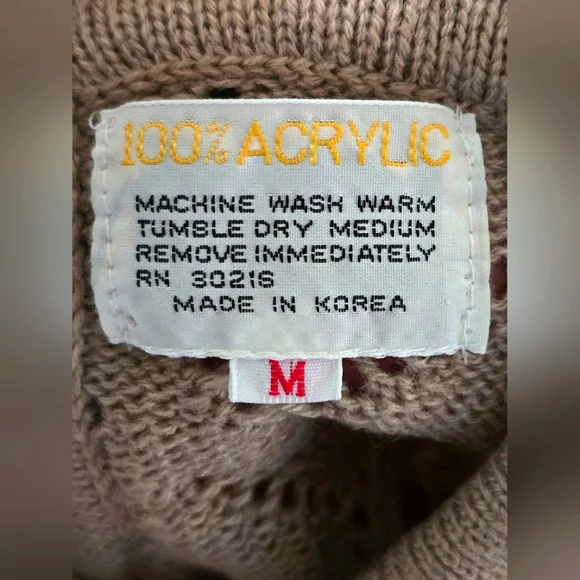 100% ACRYLIC
MACHINE WASH WARM
TUMBLE DRY MEDIUM
REMOVE IMMEDIATELY
RN 30216
MADE IN KOREA
M